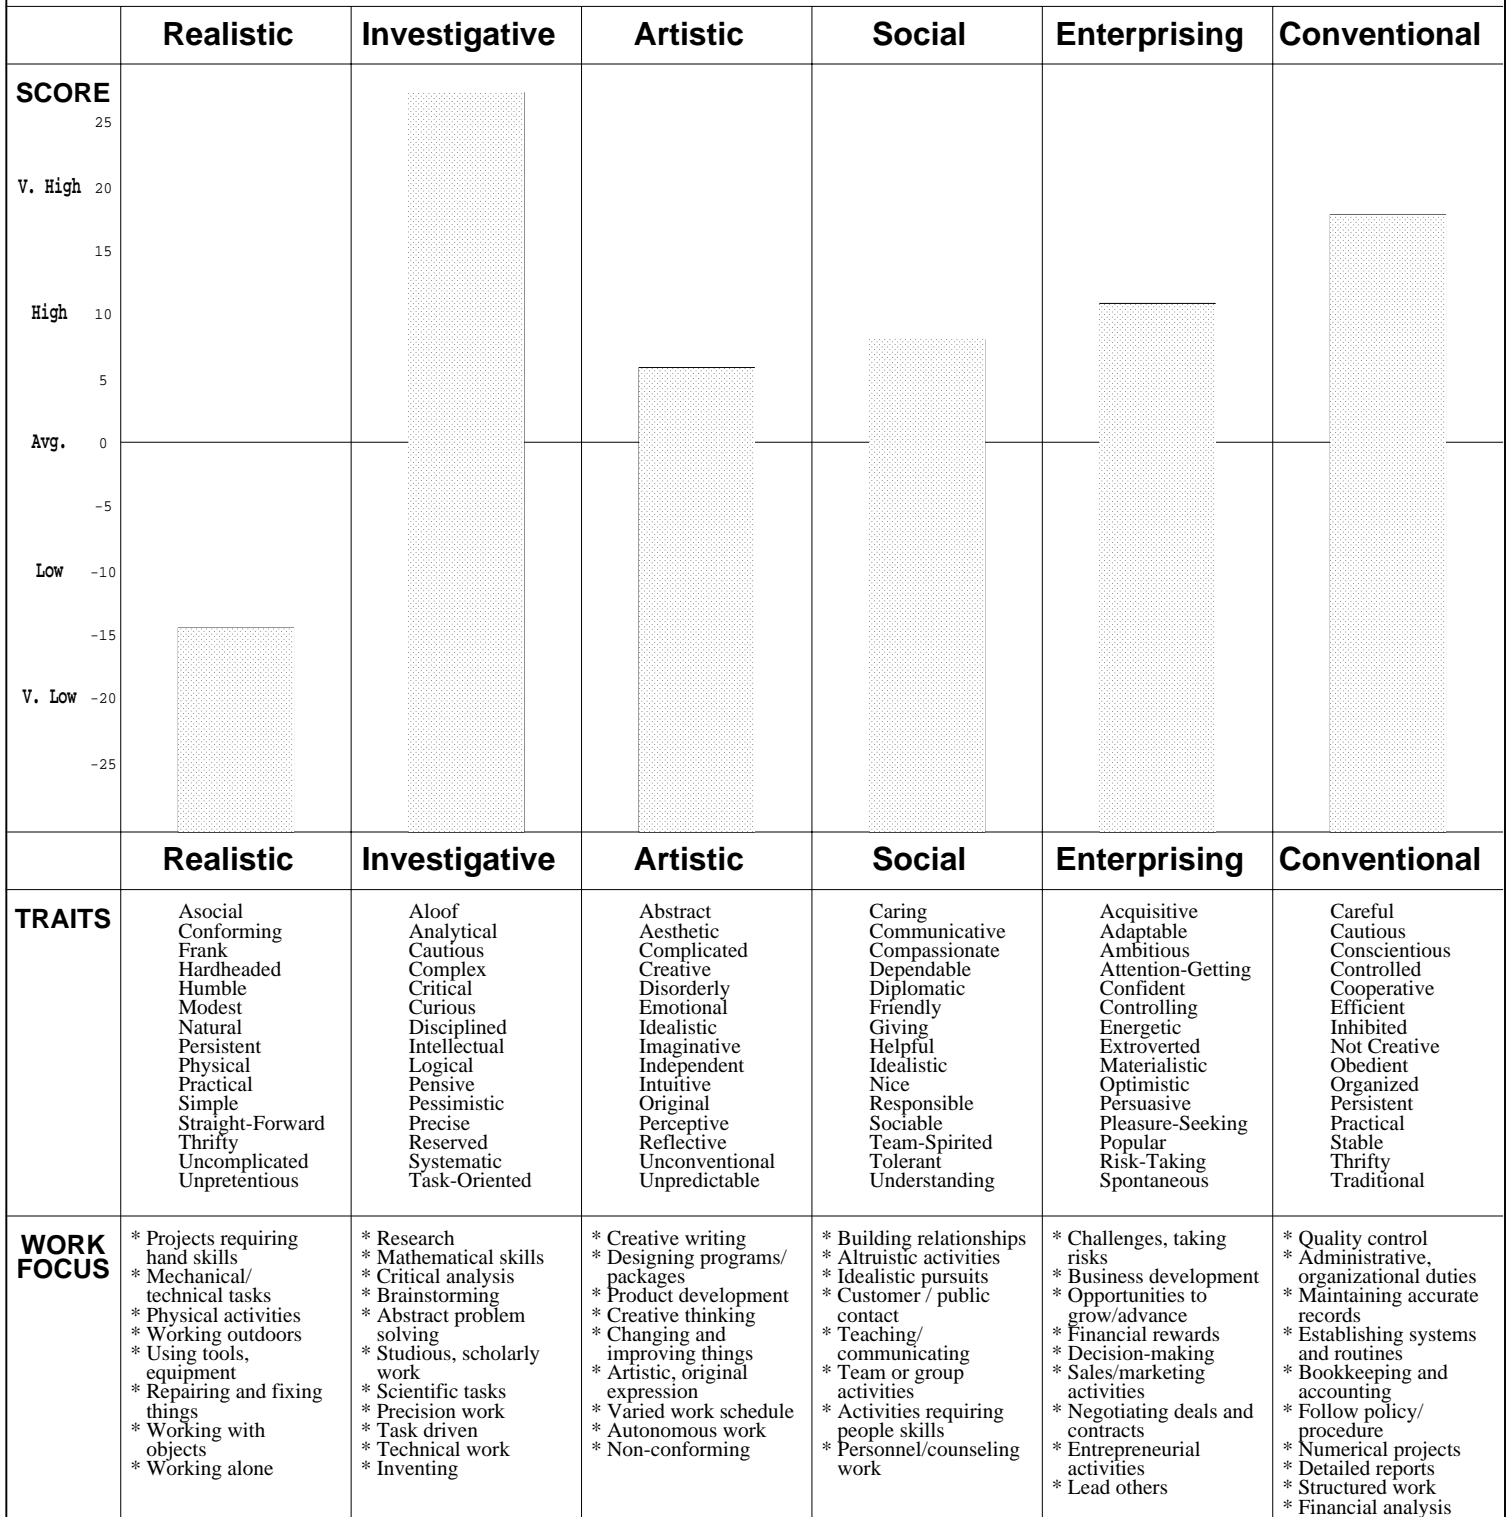 Realistic Investigative Artistic Social Enterprising Conventional
SCORE
25
V. High 20
15
High 10
5
Avg. 0
-5
Low -10
-15
V. Low -20
-25
Realistic Investigative Artistic Social Enterprising Conventional
TRAITS
Asocial
Conforming
Frank
Hardheaded
Humble
Modest
Natural
Persistent
Physical
Practical
Simple
Straight-Forward
Thrifty
Uncomplicated
Unpretentious
Aloof
Analytical
Cautious
Complex
Critical
Curious
Disciplined
Intellectual
Logical
Pensive
Pessimistic
Precise
Reserved
Systematic
Task-Oriented
Abstract
Aesthetic
Complicated
Creative
Disorderly
Emotional
Idealistic
Imaginative
Independent
Intuitive
Original
Perceptive
Reflective
Unconventional
Unpredictable
Caring
Communicative
Compassionate
Dependable
Diplomatic
Friendly
Giving
Helpful
Idealistic
Nice
Responsible
Sociable
Team-Spirited
Tolerant
Understanding
Acquisitive
Adaptable
Ambitious
Attention-Getting
Confident
Controlling
Energetic
Extroverted
Materialistic
Optimistic
Persuasive
Pleasure-Seeking
Popular
Risk-Taking
Spontaneous
Careful
Cautious
Conscientious
Controlled
Cooperative
Efficient
Inhibited
Not Creative
Obedient
Organized
Persistent
Practical
Stable
Thrifty
Traditional
WORK
FOCUS
* Projects requiring
hand skills
* Mechanical/
technical tasks
* Physical activities
* Working outdoors
* Using tools,
equipment
* Repairing and fixing
things
* Working with
objects
* Working alone
* Research
* Mathematical skills
* Critical analysis
* Brainstorming
* Abstract problem
solving
* Studious, scholarly
work
* Scientific tasks
* Precision work
* Task driven
* Technical work
* Inventing
* Creative writing
* Designing programs/
packages
* Product development
* Creative thinking
* Changing and
improving things
* Artistic, original
expression
* Varied work schedule
* Autonomous work
* Non-conforming
* Building relationships
* Altruistic activities
* Idealistic pursuits
* Customer / public
contact
* Teaching/
communicating
* Team or group
activities
* Activities requiring
people skills
* Personnel/counseling
work
* Challenges, taking
risks
* Business development
* Opportunities to
grow/advance
* Financial rewards
* Decision-making
* Sales/marketing
activities
* Negotiating deals and
contracts
* Entrepreneurial
activities
* Lead others
* Quality control
* Administrative,
organizational duties
* Maintaining accurate
records
* Establishing systems
and routines
* Bookkeeping and
accounting
* Follow policy/
procedure
* Numerical projects
* Detailed reports
* Structured work
* Financial analysis